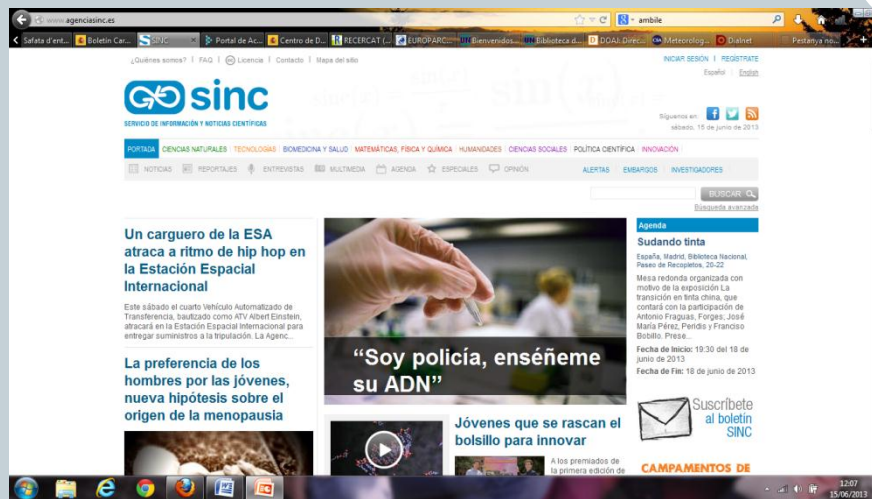 www.agenciasinc.es
ambile
Safata d'ent...
Boletin Car...
SINC
Portal de Ac...
Centro de D...
RECERCAT (...
EUROPARC...
Bienvenidos...
Biblioteca d...
DOAJ: Direc...
Meteorolog...
Dialnet
Pestanya no...
¿Quiénes somos? | FAQ | Licencia | Contacto | Mapa del sitio
INICIAR SESIÓN | REGÍSTRATE
Español | English
sinc
SERVICIO DE INFORMACIÓN Y NOTICIAS CIENTÍFICAS
Síguenos en:
sábado, 15 de junio de 2013
PORTADA CIENCIAS NATURALES TECNOLOGÍAS BIOMEDICINA Y SALUD MATEMÁTICAS, FÍSICA Y QUÍMICA HUMANIDADES CIENCIAS SOCIALES POLÍTICA CIENTÍFICA INNOVACIÓN
NOTICIAS REPORTAJES ENTREVISTAS MULTIMEDIA AGENDA ESPECIALES OPINIÓN ALERTAS EMBARGOS INVESTIGADORES
BUSCAR
Búsqueda avanzada
Un carguero de la ESA
atraca a ritmo de hip hop en
la Estación Espacial
Internacional
Este sábado el cuarto Vehículo Automatizado de
Transferencia, bautizado como ATV Albert Einstein,
atracará en la Estación Espacial Internacional para
entregar suministros a la tripulación. La Agenc...
La preferencia de los
hombres por las jóvenes,
nueva hipótesis sobre el
origen de la menopausia
“Soy policía, enséñeme
su ADN”
Jóvenes que se rascan el
bolsillo para innovar
A los premiados de
la primera edición de
Agenda
Sudando tinta
España, Madrid, Biblioteca Nacional,
Paseo de Recopletos, 20-22
Mesa redonda organizada con
motivo de la exposición La
transición en tinta china, que
contará con la participación de
Antonio Fraguas, Forges; José
María Pérez, Peridis y Franciso
Bobillo. Prese...
Fecha de Inicio: 19:30 del 18 de
junio de 2013
Fecha de Fin: 18 de junio de 2013
Suscríbete
al boletín
SINC
CAMPAMENTOS DE
12:07
15/06/2013